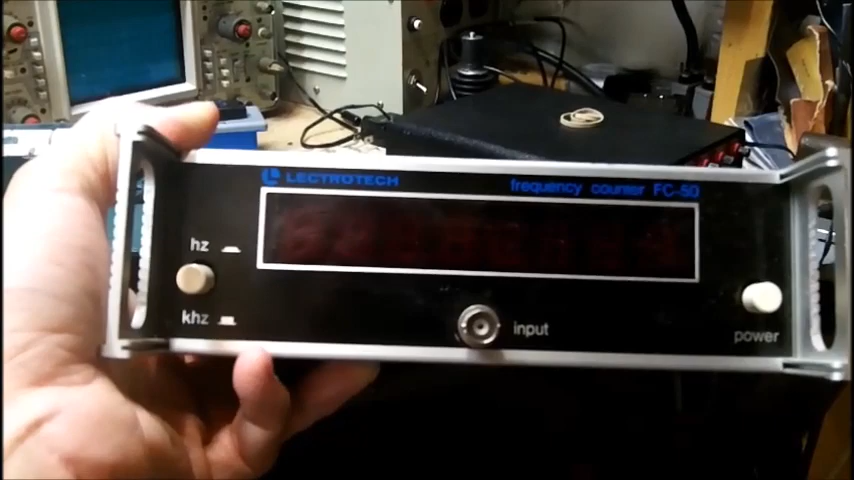 LECTROTECH
frequency counter FC-50
hz
khz
input
power